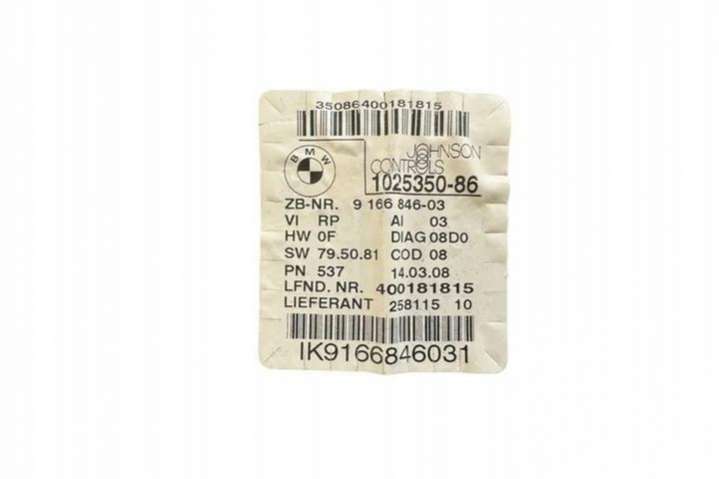 35086400181815
BMW
JOHNSON
CONTROLS
1025350-86
ZB-NR. 9 166 846-03
VI RP AI 03
HW 0F DIAG 08D0
SW 79.50.81 COD 08
PN 537 14.03.08
LFND. NR. 400181815
LIEFERANT 258115 10
IK9166846031